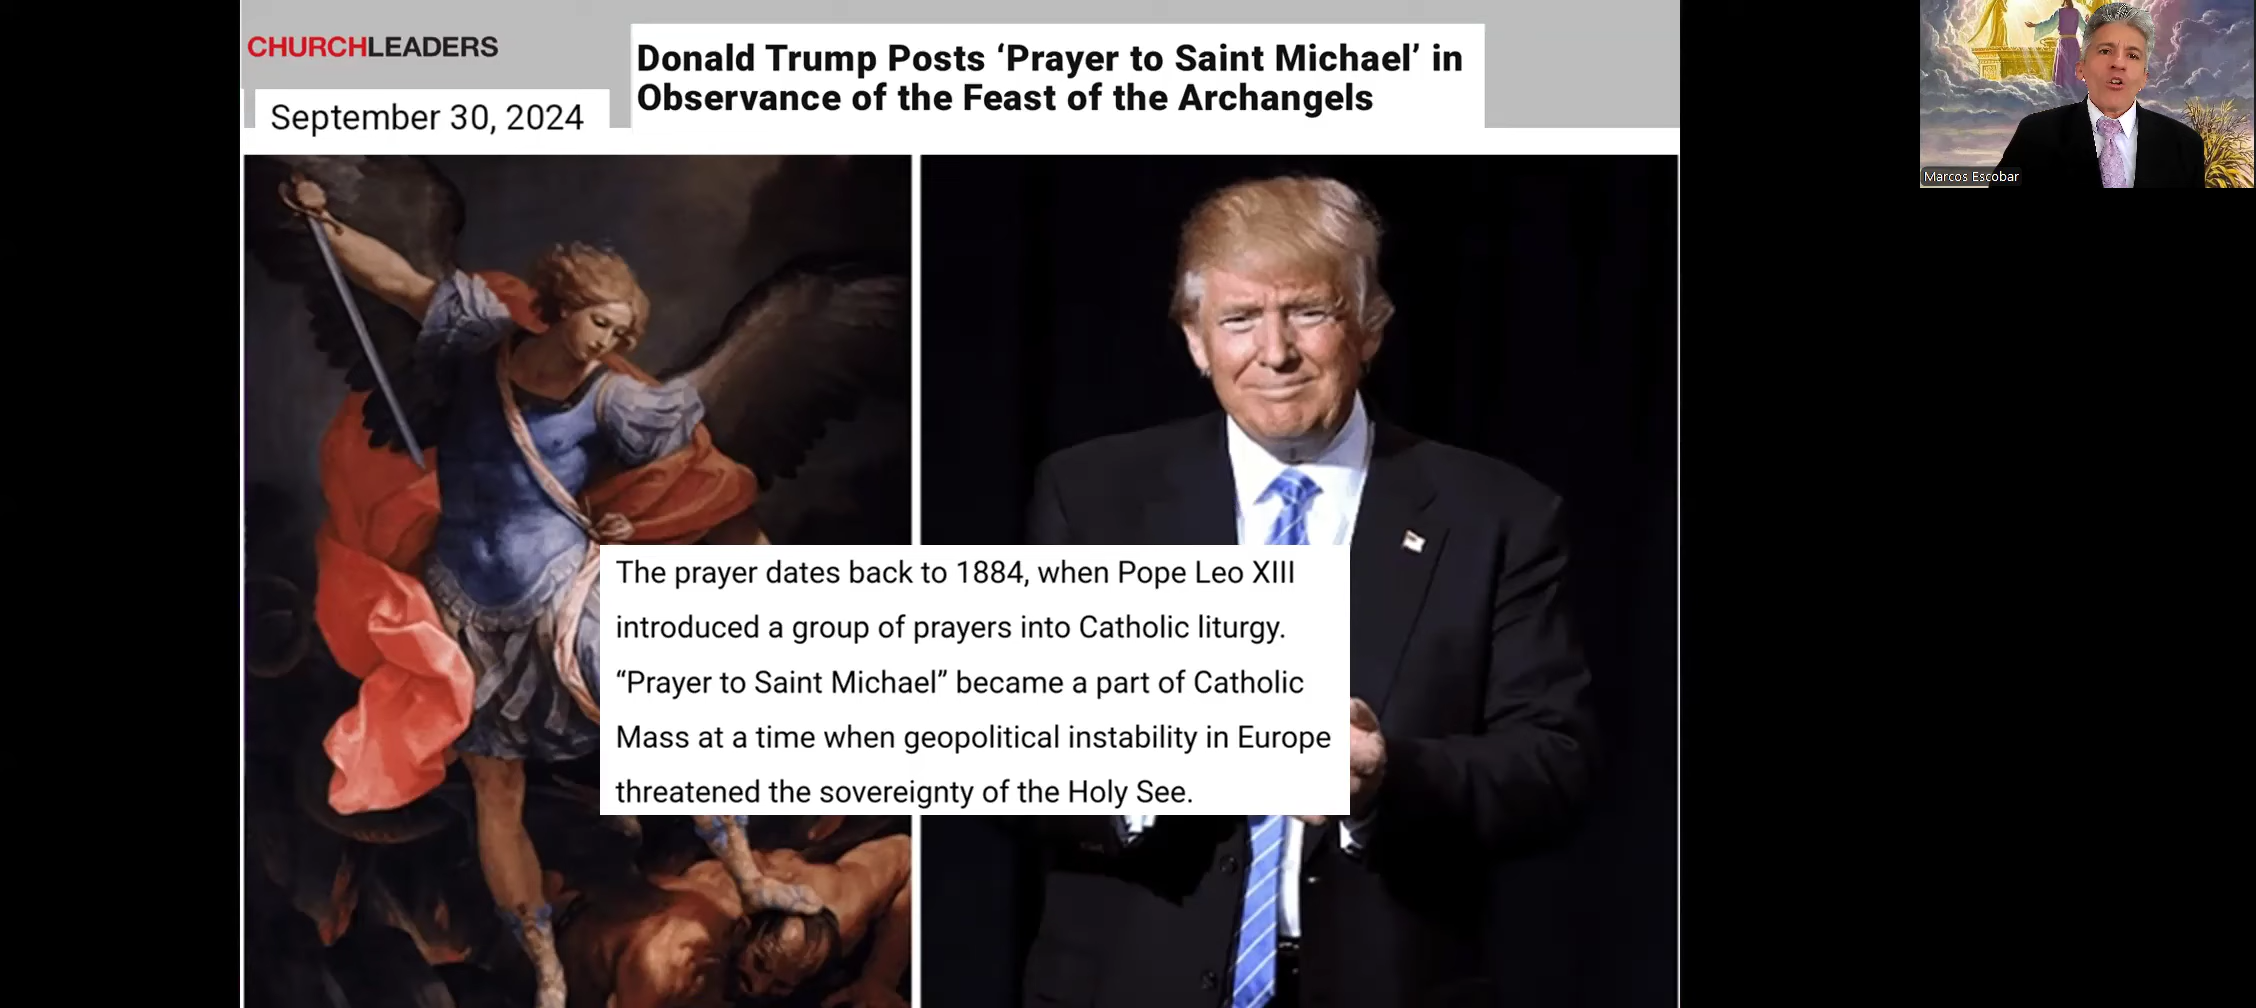 CHURCHLEADERS
September 30, 2024
Donald Trump Posts ‘Prayer to Saint Michael’ in
Observance of the Feast of the Archangels
The prayer dates back to 1884, when Pope Leo XIII
introduced a group of prayers into Catholic liturgy.
“Prayer to Saint Michael” became a part of Catholic
Mass at a time when geopolitical instability in Europe
threatened the sovereignty of the Holy See.
Marcos Escobar